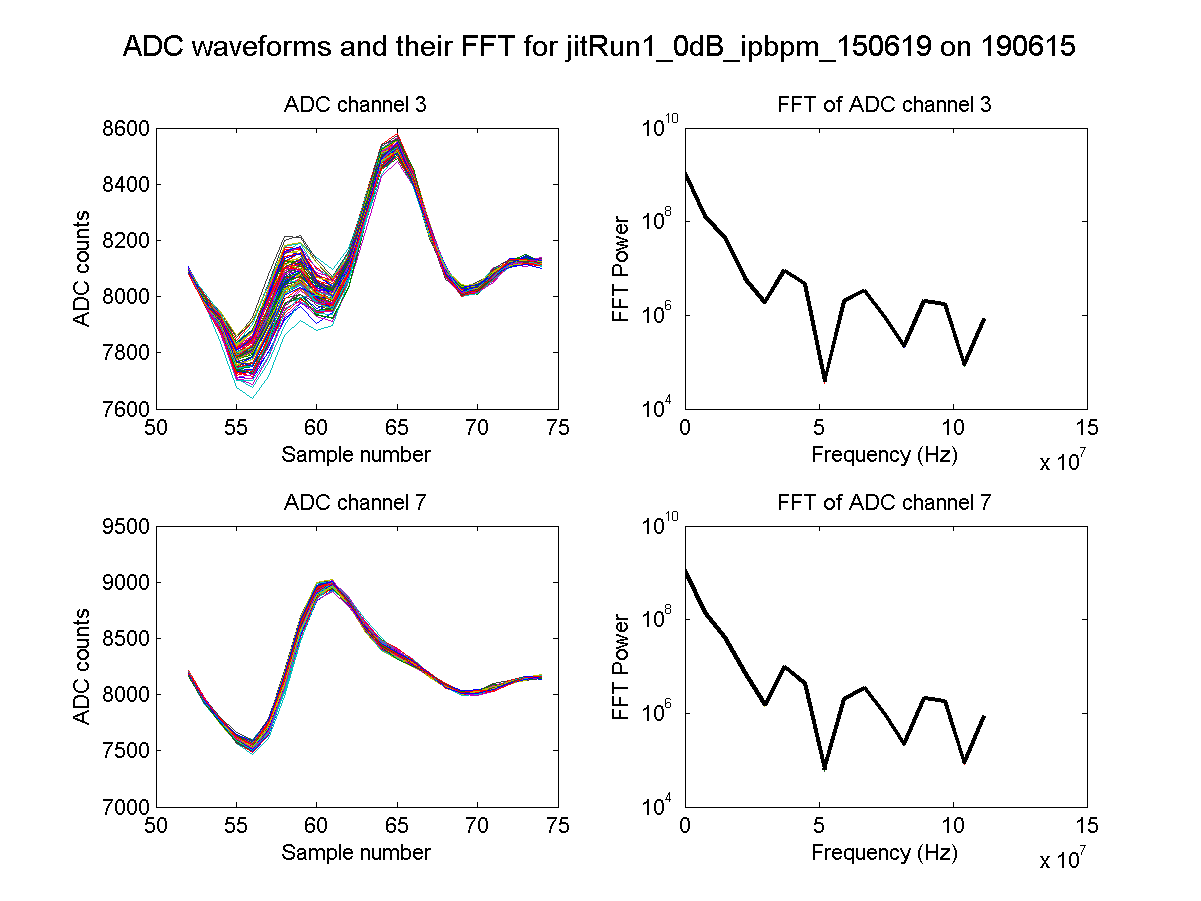 ADC waveforms and their FFT for jitRun1_0dB_ipbpm_150619 on 190615
ADC channel 3
8600
8400
8200
8000
7800
7600
ADC counts
50 55 60 65 70 75
Sample number
FFT of ADC channel 3
10^10
10^8
10^6
10^4
FFT Power
0 5 10 15
x 10^7
Frequency (Hz)
ADC channel 7
9500
9000
8500
8000
7500
7000
ADC counts
50 55 60 65 70 75
Sample number
FFT of ADC channel 7
10^10
10^8
10^6
10^4
FFT Power
0 5 10 15
x 10^7
Frequency (Hz)